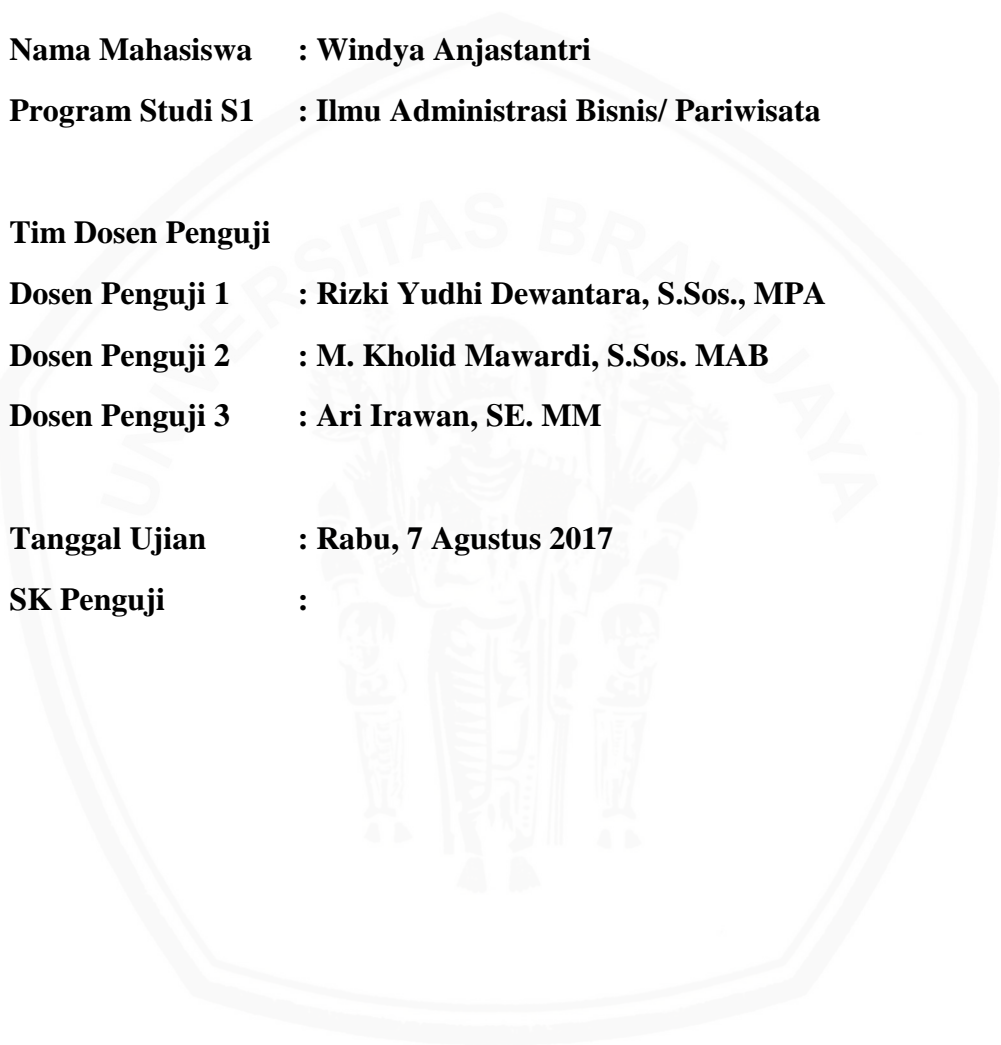 Nama Mahasiswa : Windya Anjastantri
Program Studi S1 : Ilmu Administrasi Bisnis/ Pariwisata
Tim Dosen Penguji
Dosen Penguji 1 : Rizki Yudhi Dewantara, S.Sos., MPA
Dosen Penguji 2 : M. Kholid Mawardi, S.Sos. MAB
Dosen Penguji 3 : Ari Irawan, SE. MM
Tanggal Ujian : Rabu, 7 Agustus 2017
SK Penguji :
UNIVERSITAS BRAWIJAYA